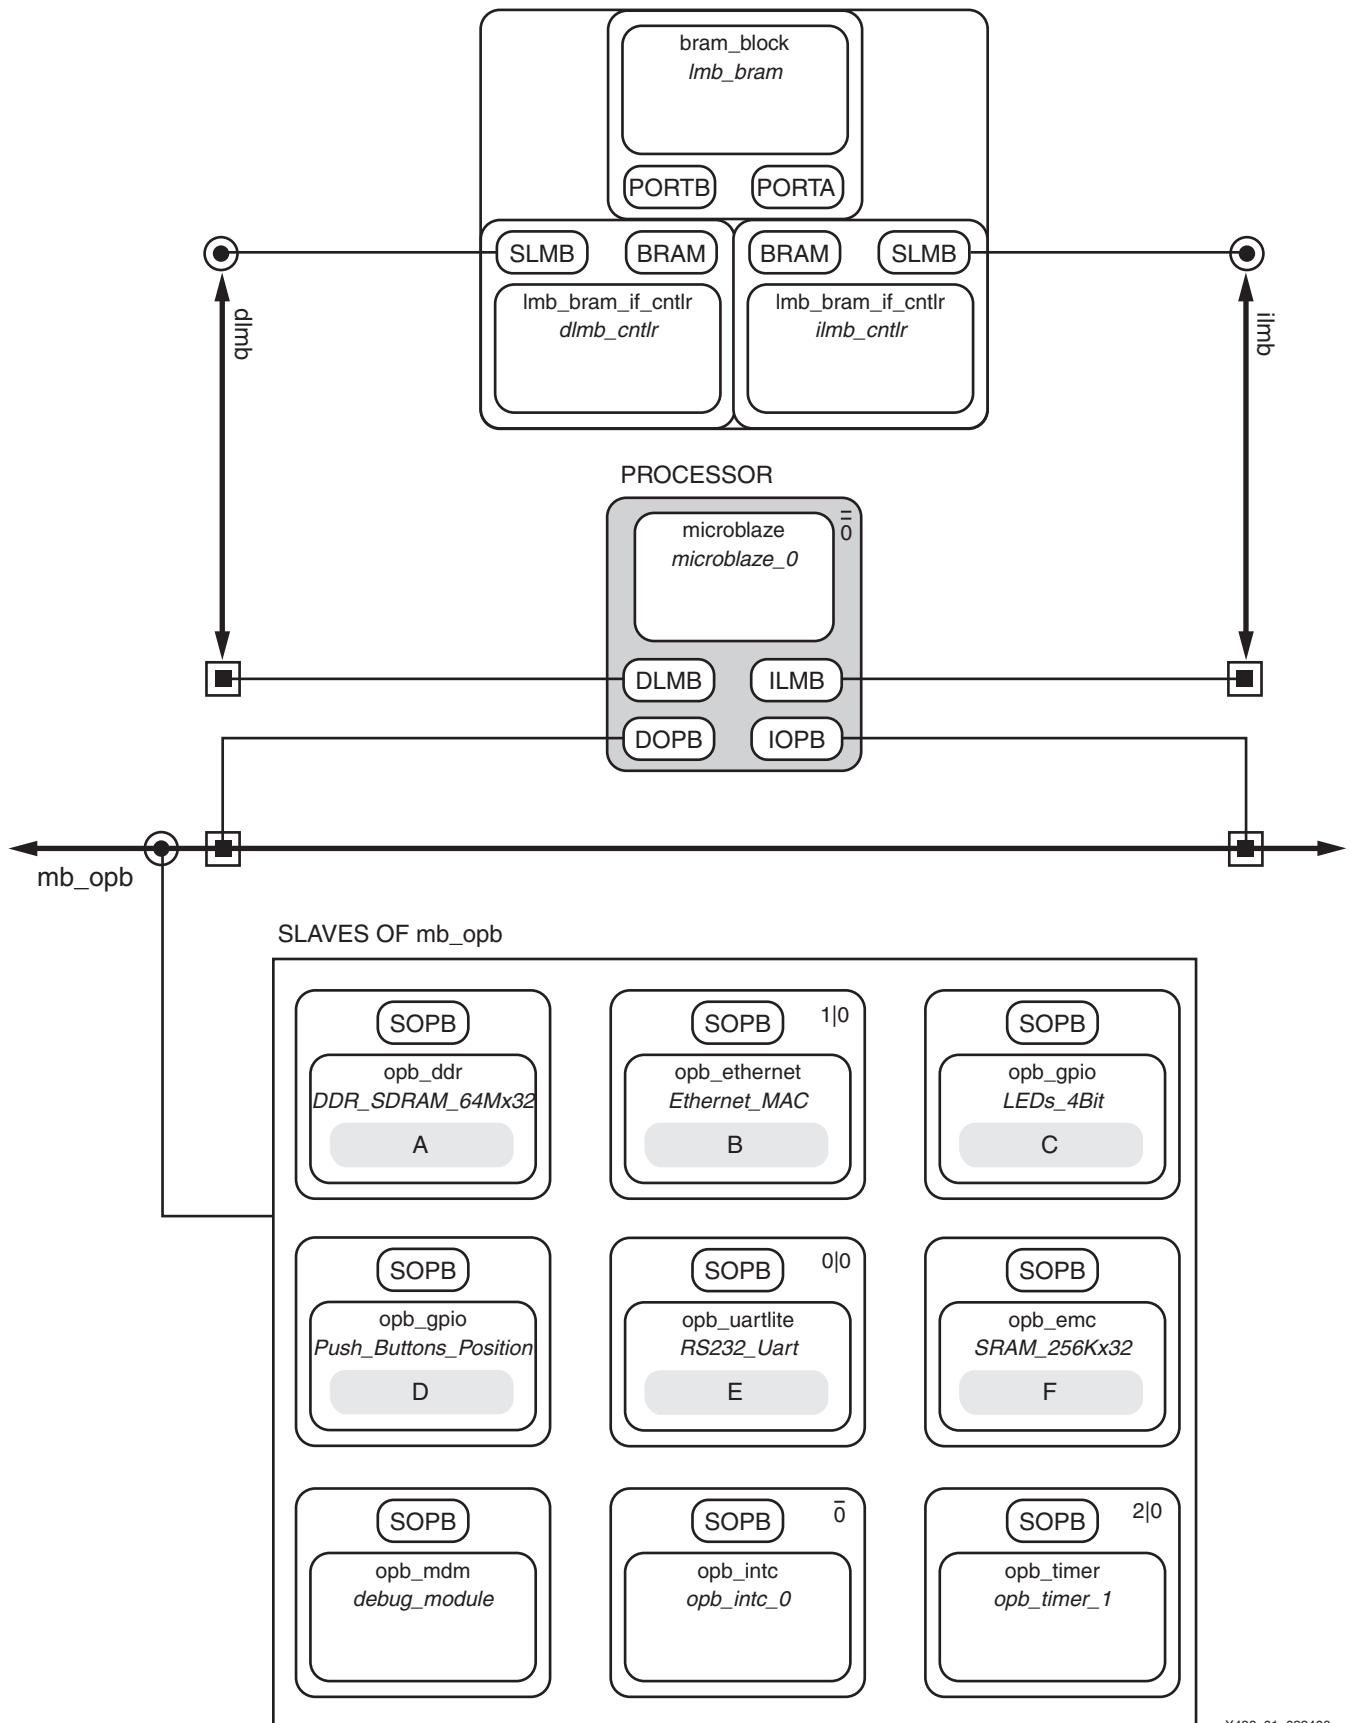 bram_block
lmb_bram
PORTB PORTA
SLMB BRAM BRAM SLMB
lmb_bram_if_cntlr lmb_bram_if_cntlr
dlmb_cntlr ilmb_cntlr
dlmb
ilmb
PROCESSOR
microblaze
microblaze_0
0
DLMB ILMB
DOPB IOPB
mb_opb
SLAVES OF mb_opb
SOPB SOPB 1|0 SOPB
opb_ddr opb_ethernet opb_gpio
DDR_SDRAM_64Mx32 Ethernet_MAC LEDs_4Bit
A B C
SOPB SOPB 0|0 SOPB
opb_gpio opb_uartlite opb_emc
Push_Buttons_Position RS232_Uart SRAM_256Kx32
D E F
SOPB SOPB 0 SOPB 2|0
opb_mdm opb_intc opb_timer
debug_module opb_intc_0 opb_timer_1